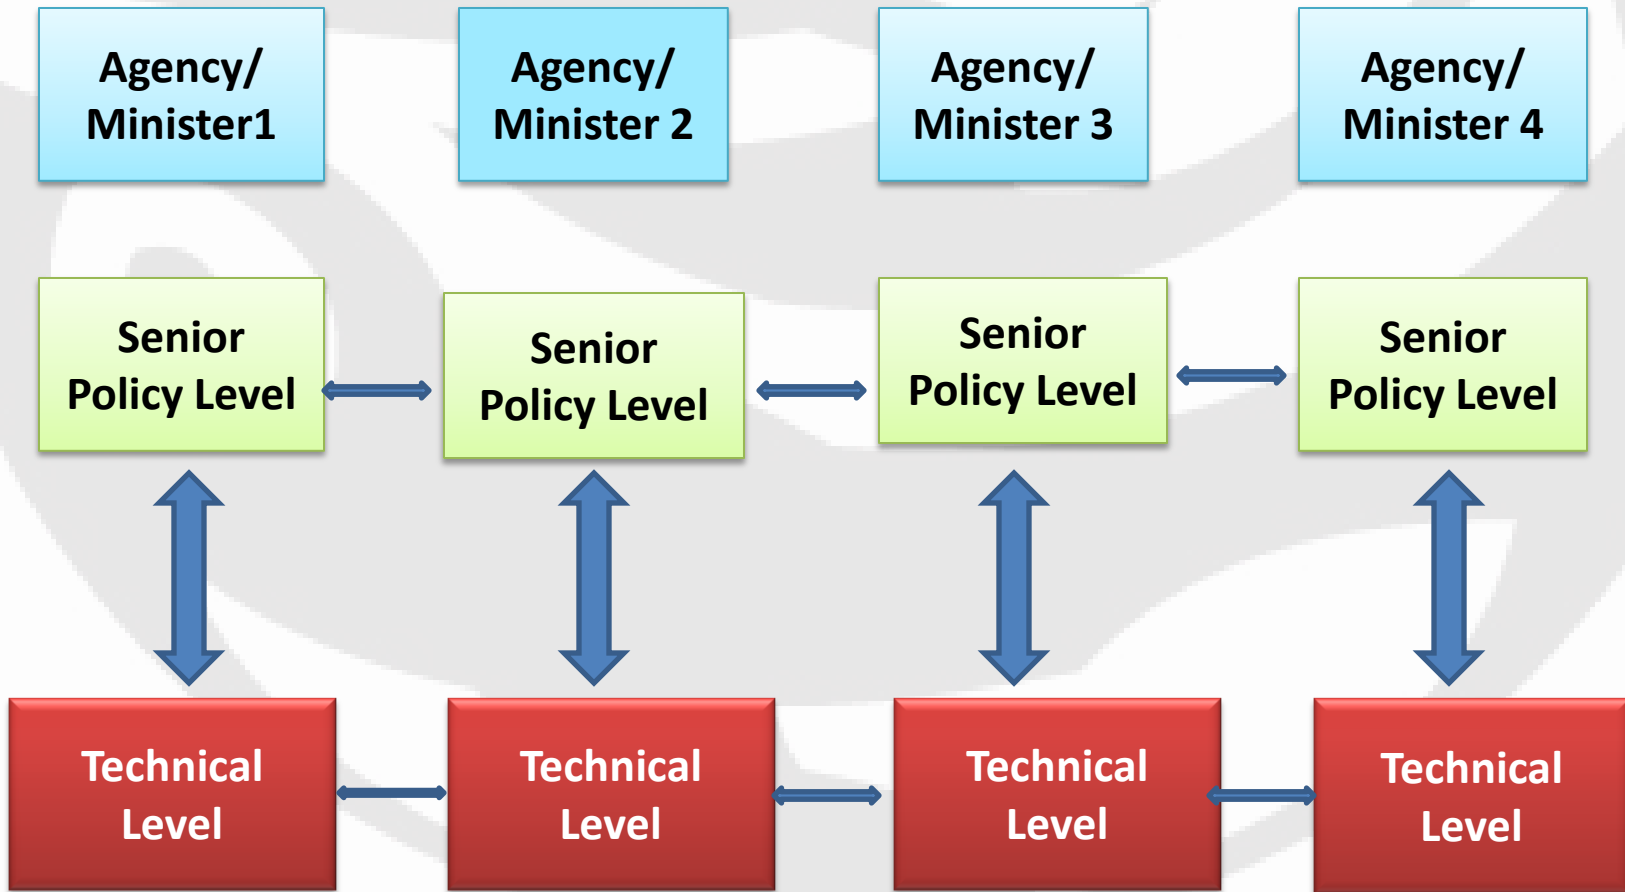 Agency/
Minister1
Agency/
Minister 2
Agency/
Minister 3
Agency/
Minister 4
Senior
Policy Level
Senior
Policy Level
Senior
Policy Level
Senior
Policy Level
Technical
Level
Technical
Level
Technical
Level
Technical
Level